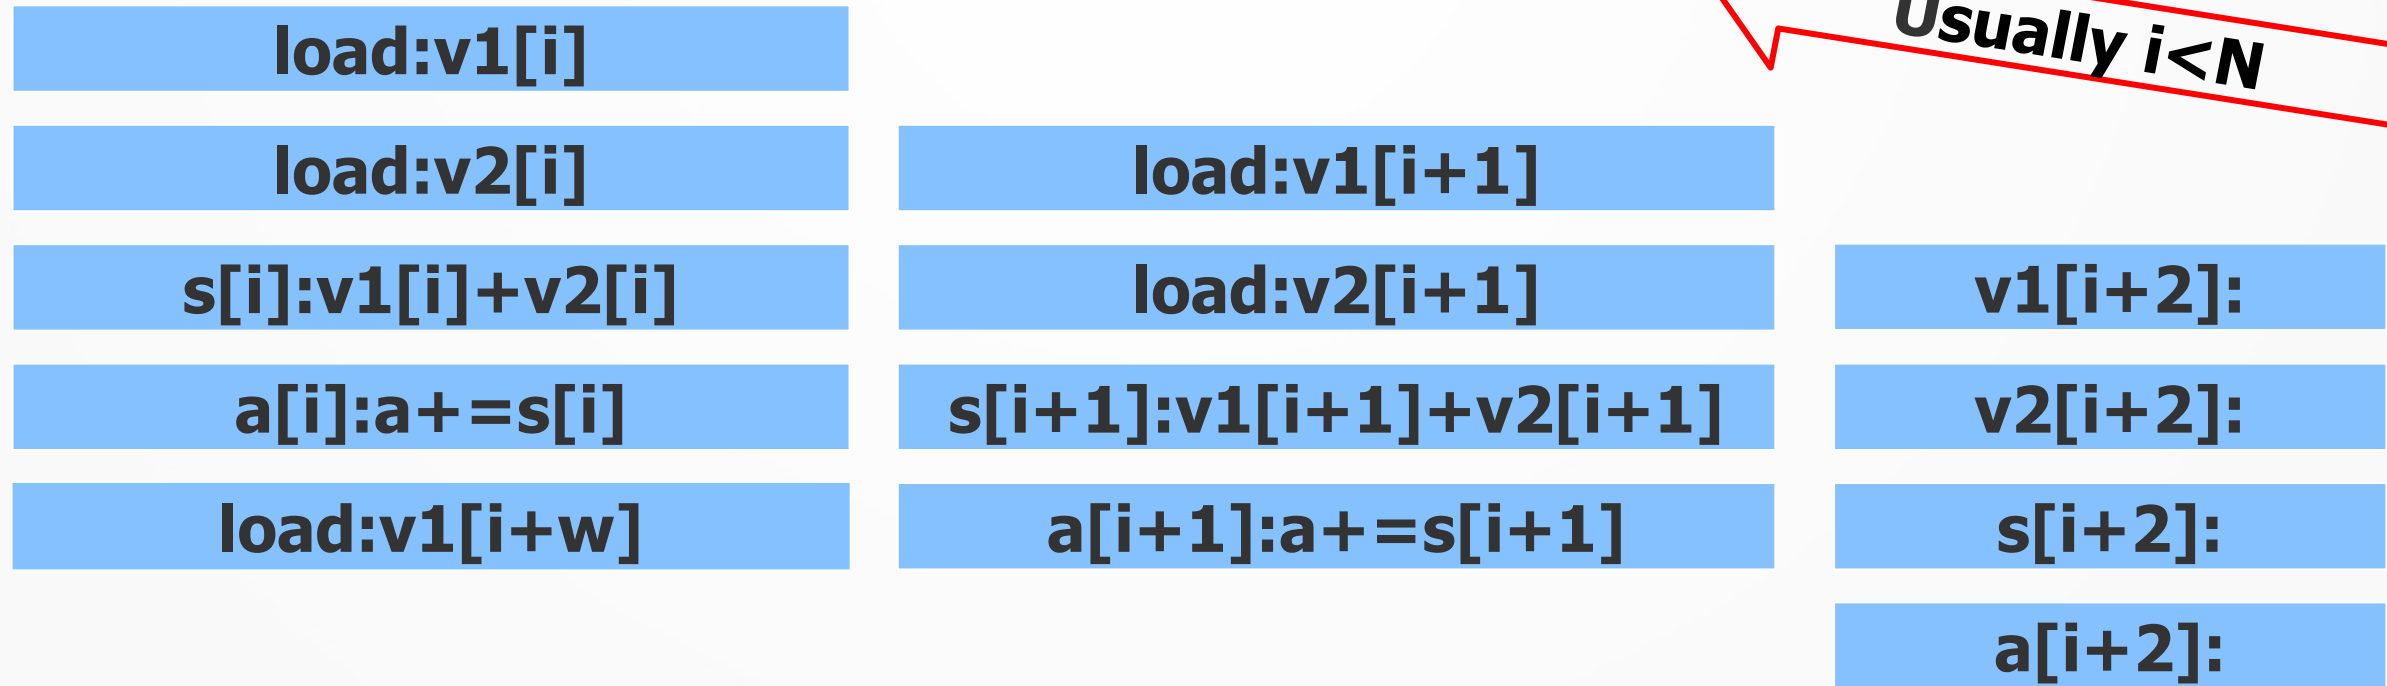 Usually i<N
load:v1[i]
load:v2[i]
load:v1[i+1]
s[i]:v1[i]+v2[i]
load:v2[i+1]
v1[i+2]:
a[i]:a+=s[i]
s[i+1]:v1[i+1]+v2[i+1]
v2[i+2]:
load:v1[i+w]
a[i+1]:a+=s[i+1]
s[i+2]:
a[i+2]: